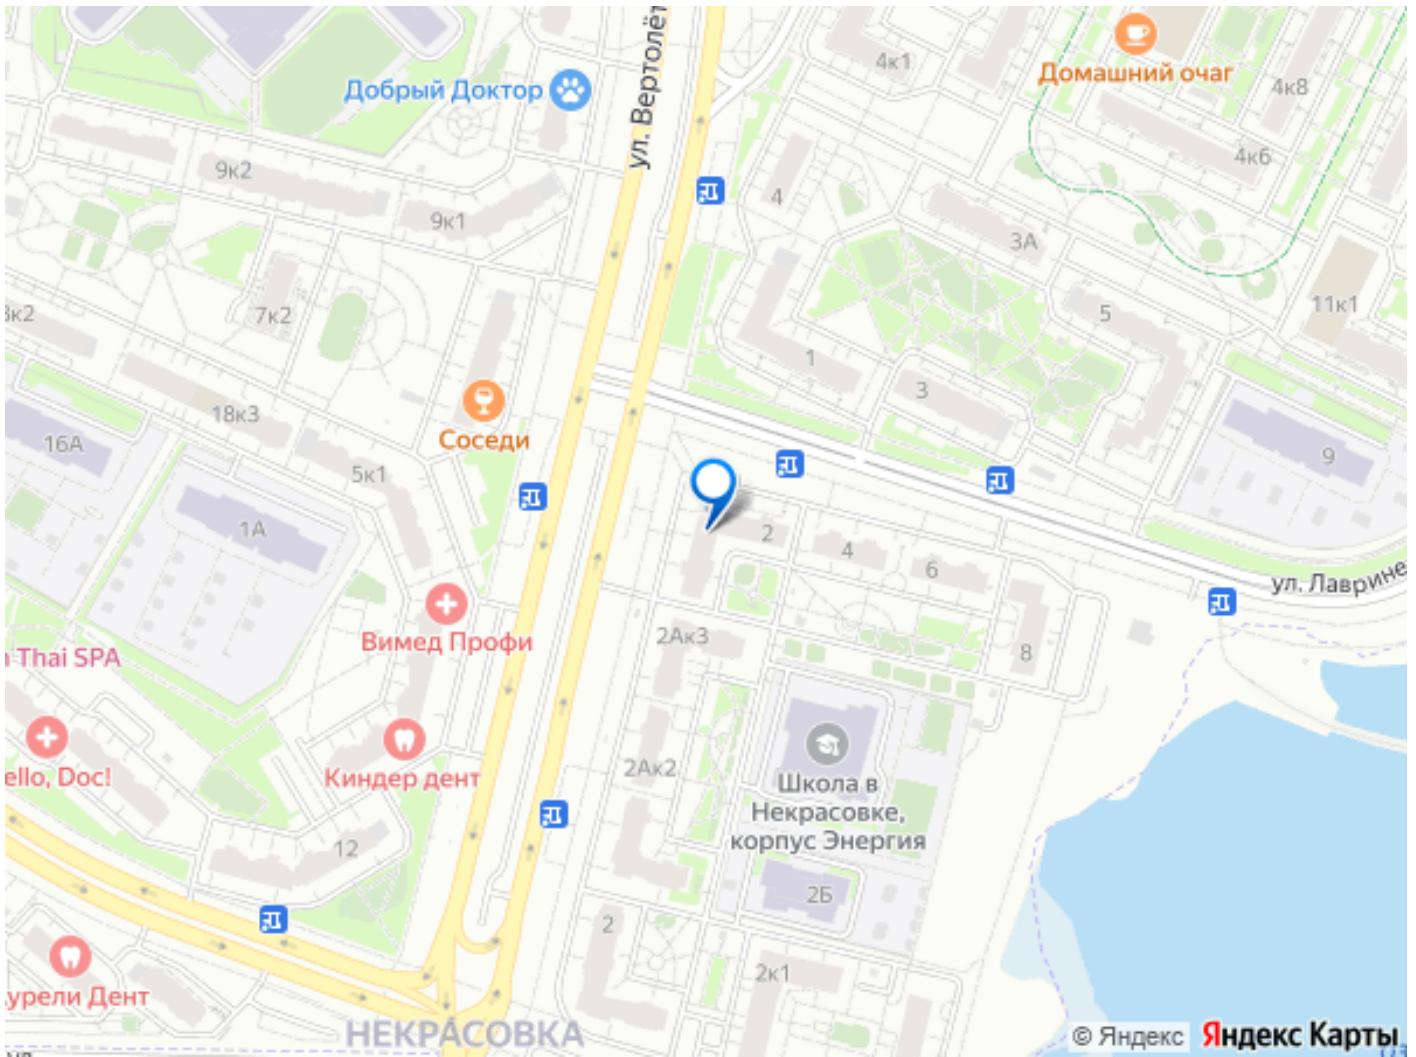 ул. Вертолёт
Добрый Доктор
Домашний очаг
4к1
4к8
4к6
9к2
9к1
4
3А
7к2
3к2
11к1
5
1
3
18к3
Соседи
16А
5к1
9
1А
2
4
6
ул. Лаврине
Вимед Профи
2Ак3
8
Thai SPA
ello, Doc!
Киндер дент
2Ак2
Школа в
Некрасовке,
корпус Энергия
12
2Б
2
2к1
урели Дент
НЕКРАСОВКА
© Яндекс Яндекс Карты